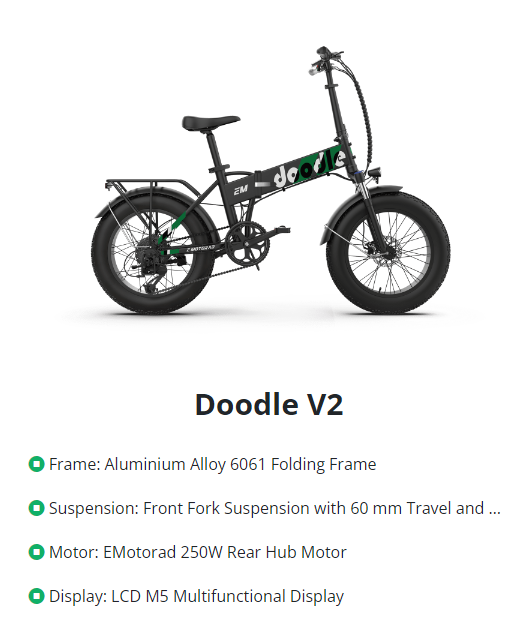 doodle
EM
EMOTORAD
Doodle V2
Frame: Aluminium Alloy 6061 Folding Frame
Suspension: Front Fork Suspension with 60 mm Travel and ...
Motor: EMotorad 250W Rear Hub Motor
Display: LCD M5 Multifunctional Display